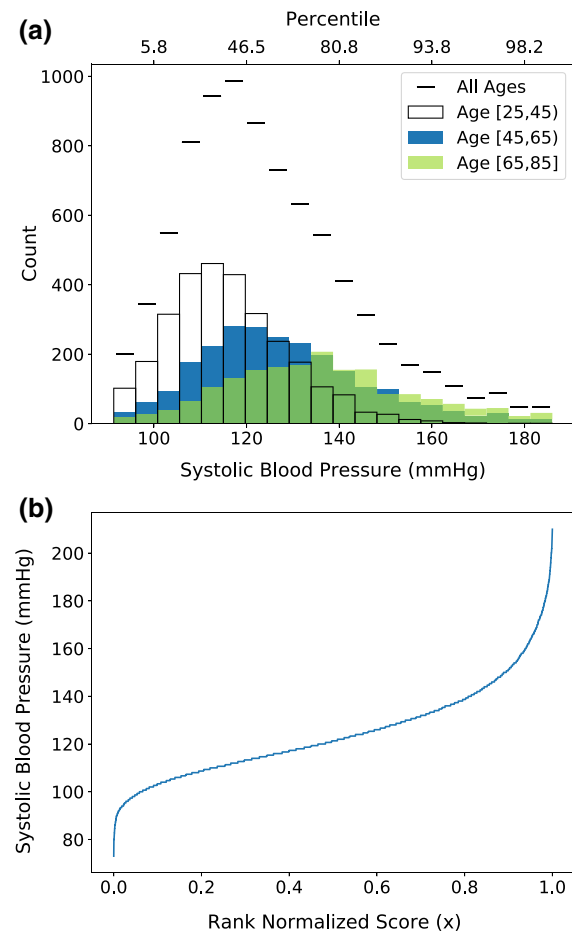 (a)
Percentile
5.8 46.5 80.8 93.8 98.2
1000
800
600
400
200
0
Count
All Ages
Age [25,45)
Age [45,65)
Age [65,85]
100 120 140 160 180
Systolic Blood Pressure (mmHg)
(b)
200
180
160
140
120
100
80
Systolic Blood Pressure (mmHg)
0.0 0.2 0.4 0.6 0.8 1.0
Rank Normalized Score (x)